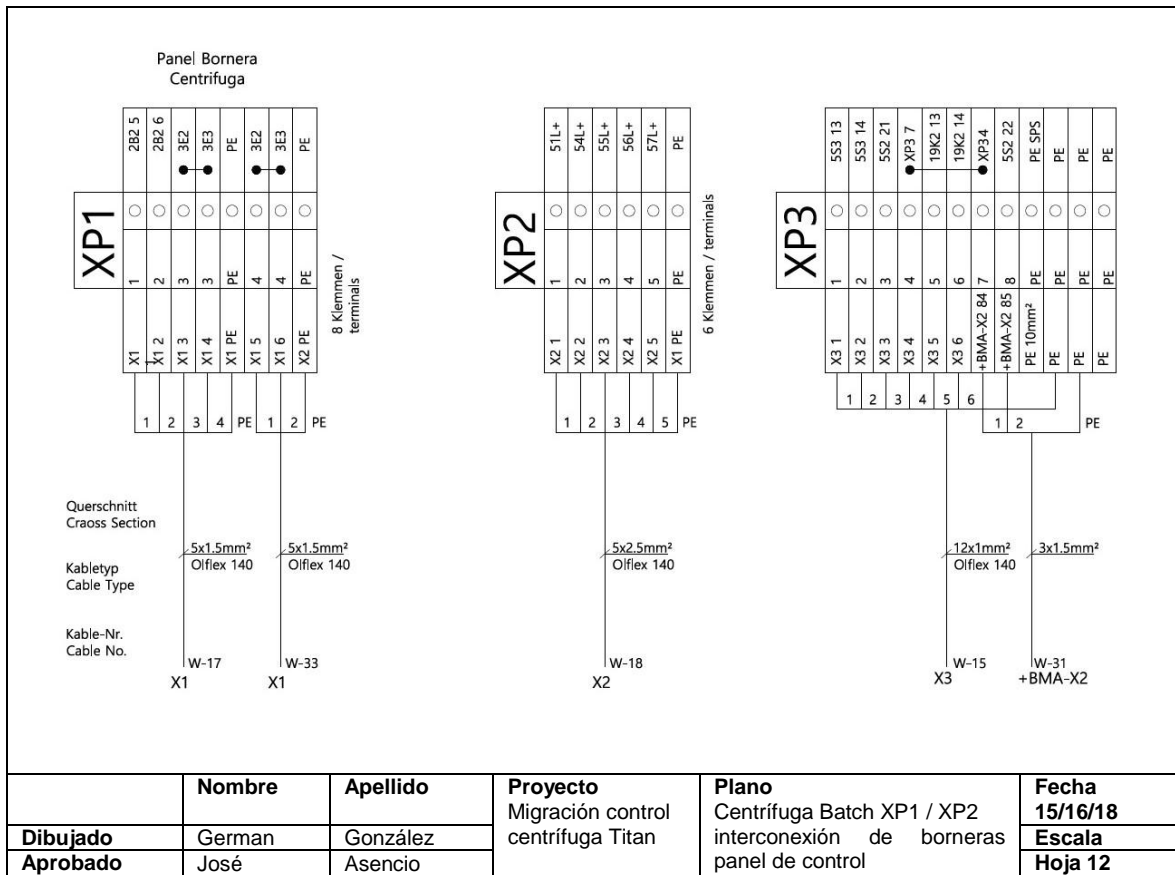 Panel Bornera
Centrifuga
XP1
2B2 5
2B2 6
3E2
3E3
PE
3E2
3E3
PE
1
2
3
3
PE
4
4
PE
X1 1
X1 2
X1 3
X1 4
X1 PE
X1 5
X1 6
X2 PE
8 Klemmen /
terminals
1 2 3 4 PE 1 2 PE
XP2
51L+
54L+
55L+
56L+
57L+
PE
1
2
3
4
5
PE
X2 1
X2 2
X2 3
X2 4
X2 5
X1 PE
6 Klemmen / terminals
1 2 3 4 5 PE
XP3
5S3 13
5S3 14
5S2 21
XP3 7
19K2 13
19K2 14
XP34
5S2 22
PE SPS
PE
PE
PE
1
2
3
4
5
6
7
8
PE
PE
PE
PE
X3 1
X3 2
X3 3
X3 4
X3 5
X3 6
+BMA-X2 84
+BMA-X2 85
PE 10mm²
PE
PE
PE
1 2 3 4 5 6
1 2 PE
Querschnitt
Craoss Section
Kabletyp
Cable Type
Kable-Nr.
Cable No.
5x1.5mm²
Olflex 140
5x1.5mm²
Olflex 140
5x2.5mm²
Olflex 140
12x1mm²
Olflex 140
3x1.5mm²
W-17
X1
W-33
X1
W-18
X2
W-15
X3
W-31
+BMA-X2
Nombre Apellido Proyecto Plano Fecha
Migración control Centrífuga Batch XP1 / XP2 15/16/18
Dibujado German González centrífuga Titan interconexión de borneras Escala
Aprobado José Asencio panel de control Hoja 12